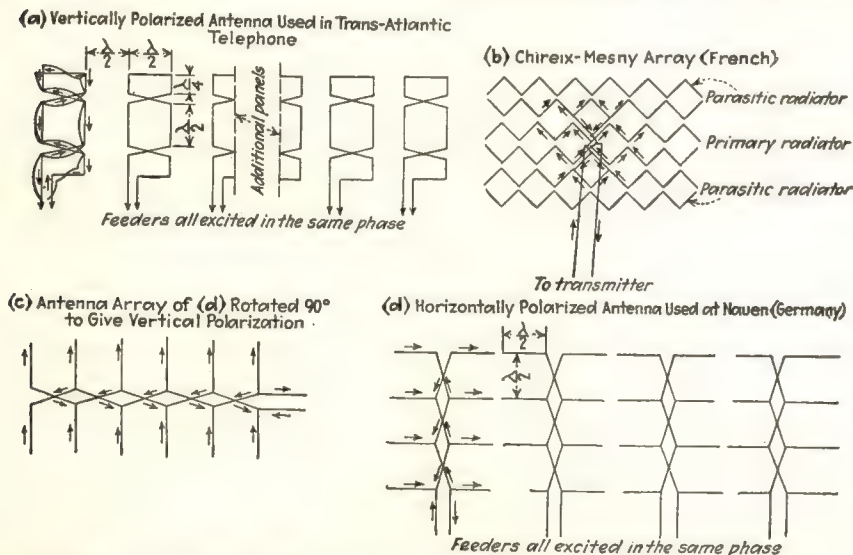 (a) Vertically Polarized Antenna Used in Trans-Atlantic
Telephone
λ/2
λ/2
λ/4
λ/2
Additional panels
Feeders all excited in the same phase
(b) Chireix-Mesny Array (French)
Parasitic radiator
Primary radiator
Parasitic radiator
To transmitter
(c) Antenna Array of (d) Rotated 90°
to Give Vertical Polarization
(d) Horizontally Polarized Antenna Used at Nauen (Germany)
λ/2
λ/2
Feeders all excited in the same phase